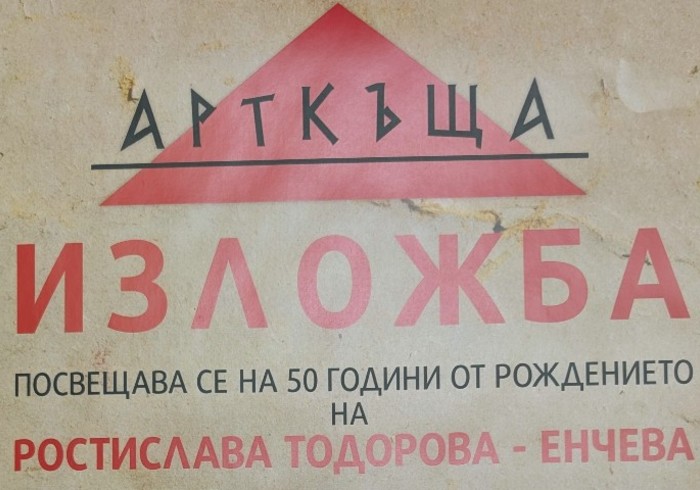 АРТКЪЩА
ИЗЛОЖБА
ПОСВЕЩАВА СЕ НА 50 ГОДИНИ ОТ РОЖДЕНИЕТО
НА
РОСТИСЛАВА ТОДОРОВА - ЕНЧЕВА